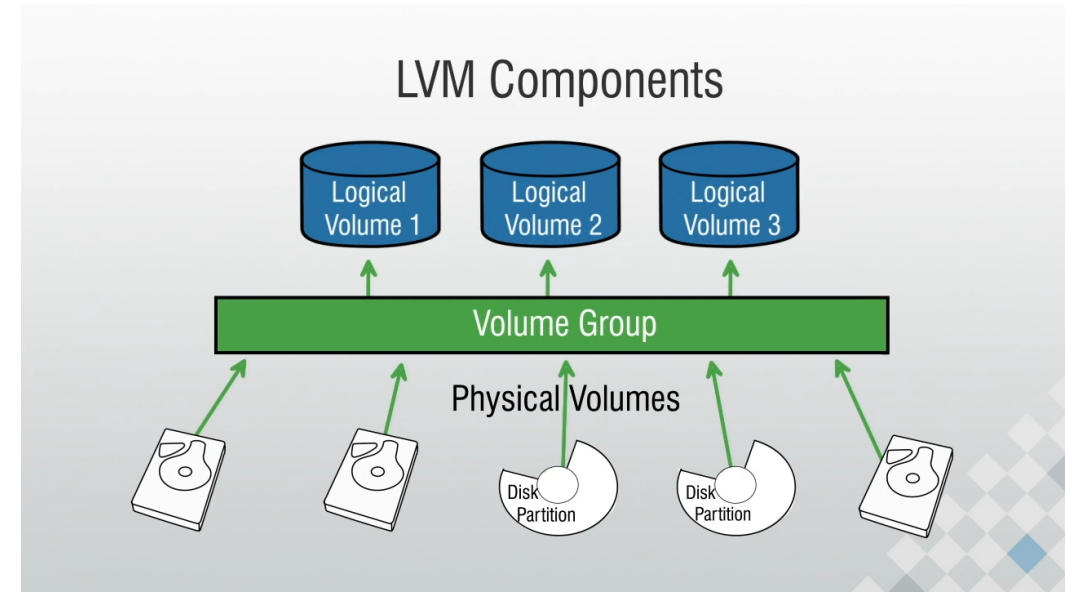 LVM Components
Logical
Volume 1
Logical
Volume 2
Logical
Volume 3
Volume Group
Physical Volumes
Disk
Partition
Disk
Partition